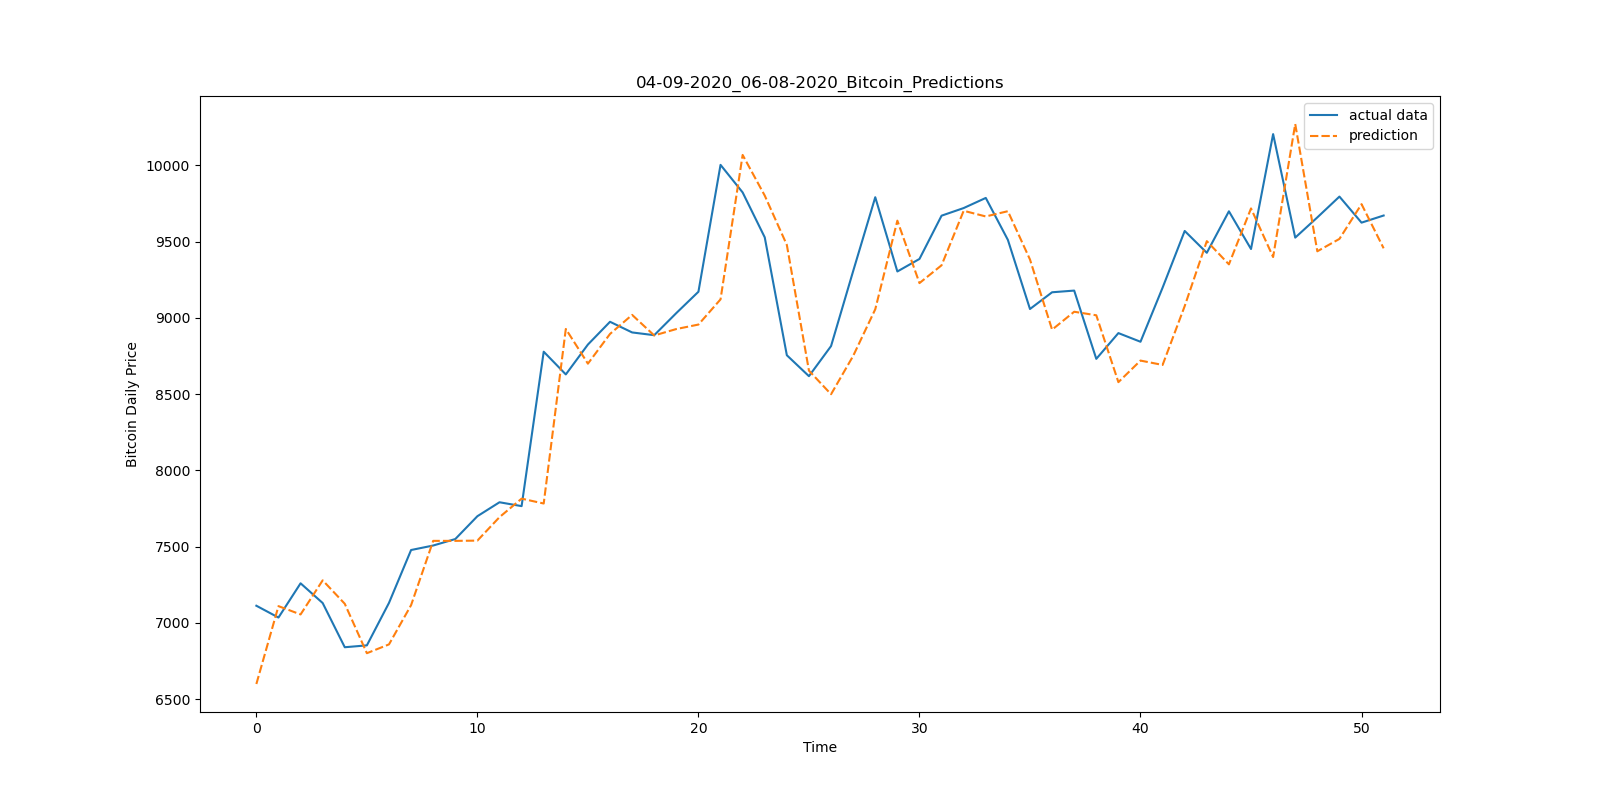 04-09-2020_06-08-2020_Bitcoin_Predictions
actual data
prediction
10000
9500
9000
8500
8000
7500
7000
6500
Bitcoin Daily Price
0 10 20 30 40 50
Time